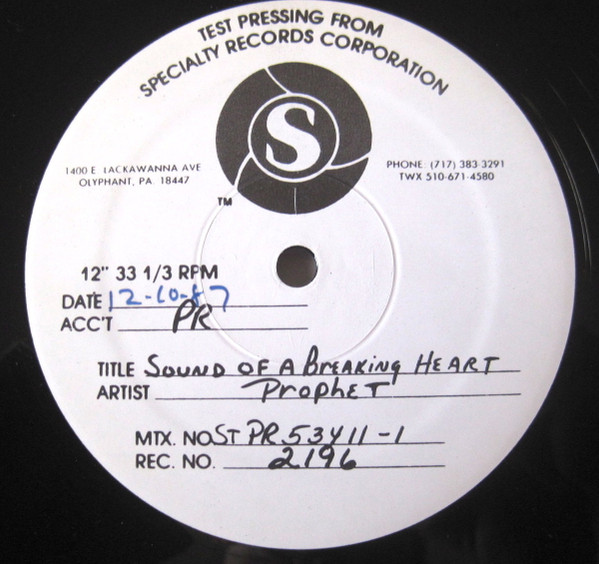 TEST PRESSING FROM
SPECIALTY RECORDS CORPORATION
S
1400 E. LACKAWANNA AVE
OLYPHANT, PA 18447
PHONE: (717) 383-3291
TWX 510-671-4580
TM
12" 33 1/3 RPM
DATE 12-10-87
ACC'T PR
TITLE SOUND OF A BREAKING HEART
ARTIST PROPHET
MTX. NO. ST PR 53411-1
REC. NO. 2196